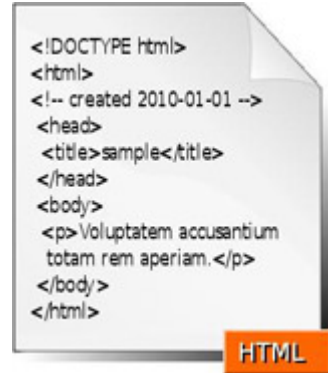 <!DOCTYPE html>
<html>
<!-- created 2010-01-01 -->
<head>
<title>sample</title>
</head>
<body>
<p>Voluptatem accusantium
totam rem aperiam.</p>
</body>
</html>
HTML